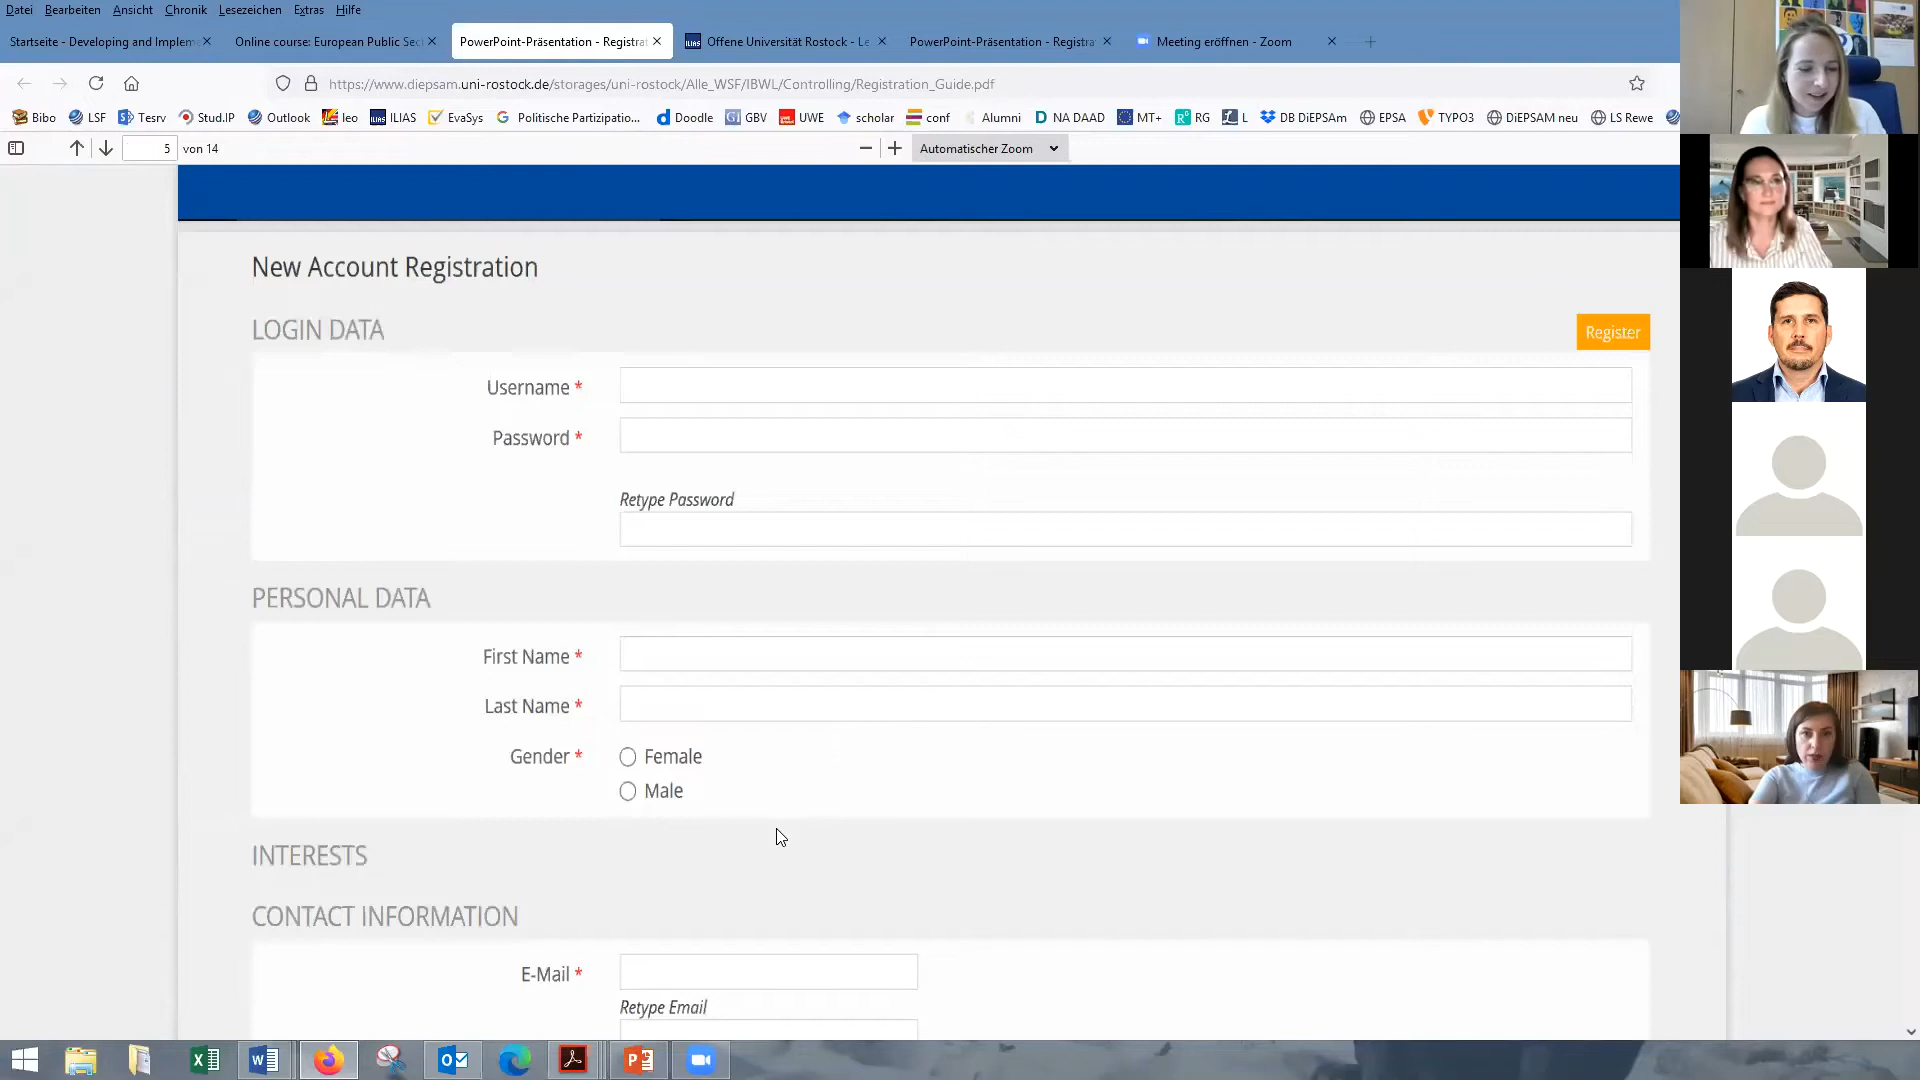 Datei Bearbeiten Ansicht Chronik Lesezeichen Extras Hilfe
Startseite - Developing and Implem Online course: European Public Sec PowerPoint-Präsentation - Registrat ILIAS Offene Universität Rostock - Le PowerPoint-Präsentation - Registra Meeting eröffnen - Zoom
https://www.diepsam.uni-rostock.de/storages/uni-rostock/Alle_WSF/IBWL/Controlling/Registration_Guide.pdf
Bibo LSF Tesrv Stud.IP Outlook leo ILIAS EvaSys Politische Partizipatio... Doodle GBV UWE scholar conf Alumni NA DAAD MT+ RG L DB DiEPSAm EPSA TYPO3 DiEPSAM neu LS Rewe
5 von 14 Automatischer Zoom
New Account Registration
LOGIN DATA
Register
Username *
Password *
Retype Password
PERSONAL DATA
First Name *
Last Name *
Gender * Female
Male
INTERESTS
CONTACT INFORMATION
E-Mail *
Retype Email